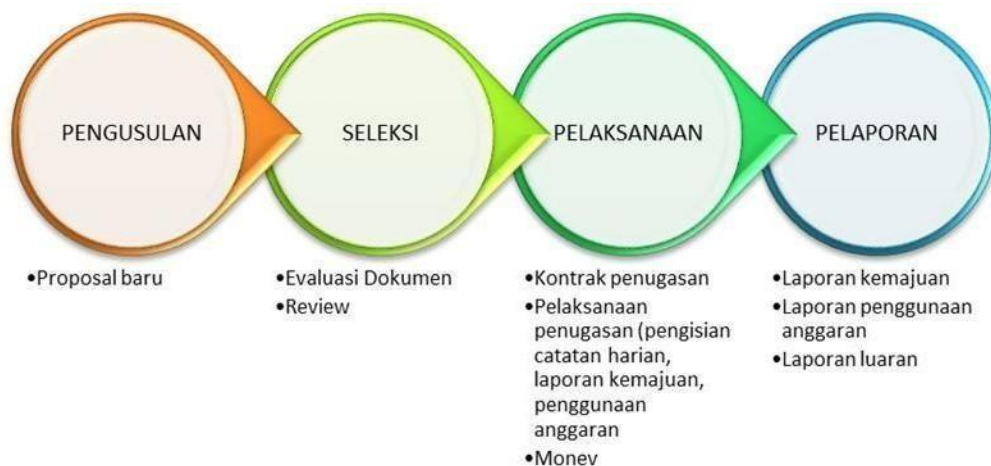 PENGUSULAN
•Proposal baru
SELEKSI
•Evaluasi Dokumen
•Review
PELAKSANAAN
•Kontrak penugasan
•Pelaksanaan
penugasan (pengisian
catatan harian,
laporan kemajuan,
penggunaan
anggaran
•Monev
PELAPORAN
•Laporan kemajuan
•Laporan penggunaan
anggaran
•Laporan luaran